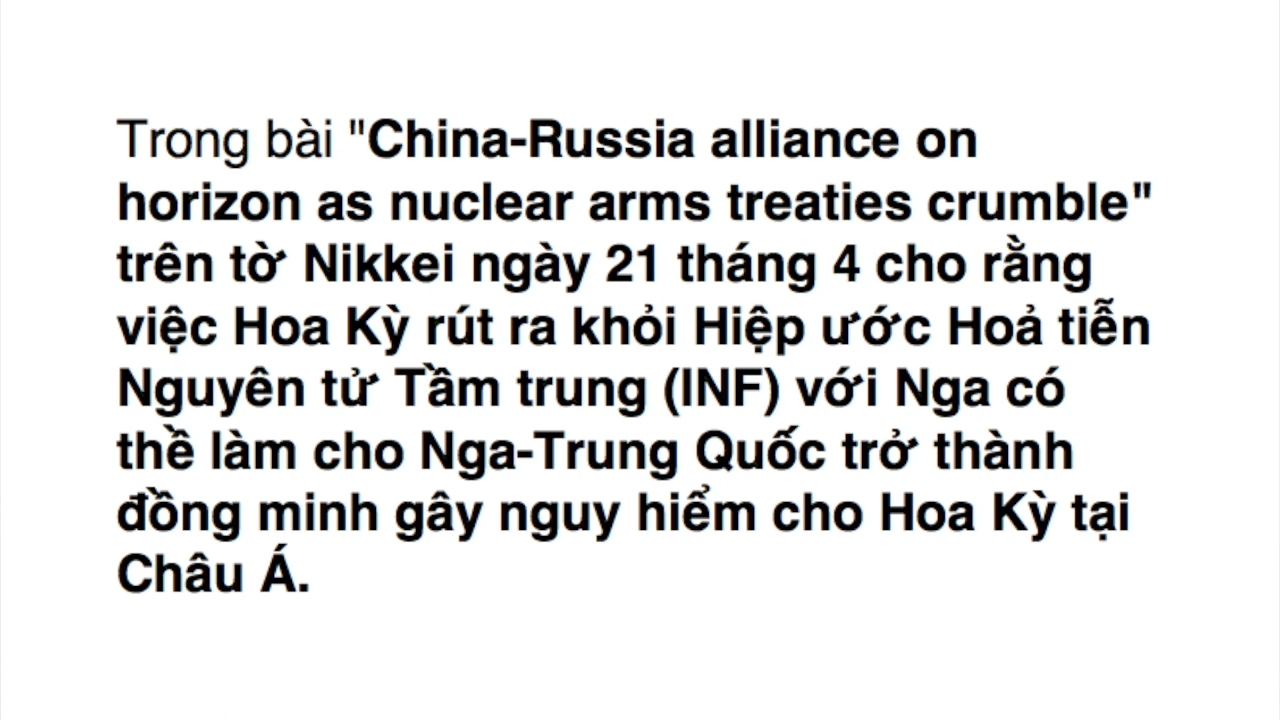 Trong bài "China-Russia alliance on
horizon as nuclear arms treaties crumble"
trên tờ Nikkei ngày 21 tháng 4 cho rằng
việc Hoa Kỳ rút ra khỏi Hiệp ước Hoả tiễn
Nguyên tử Tầm trung (INF) với Nga có
thề làm cho Nga-Trung Quốc trở thành
đồng minh gây nguy hiểm cho Hoa Kỳ tại
Châu Á.